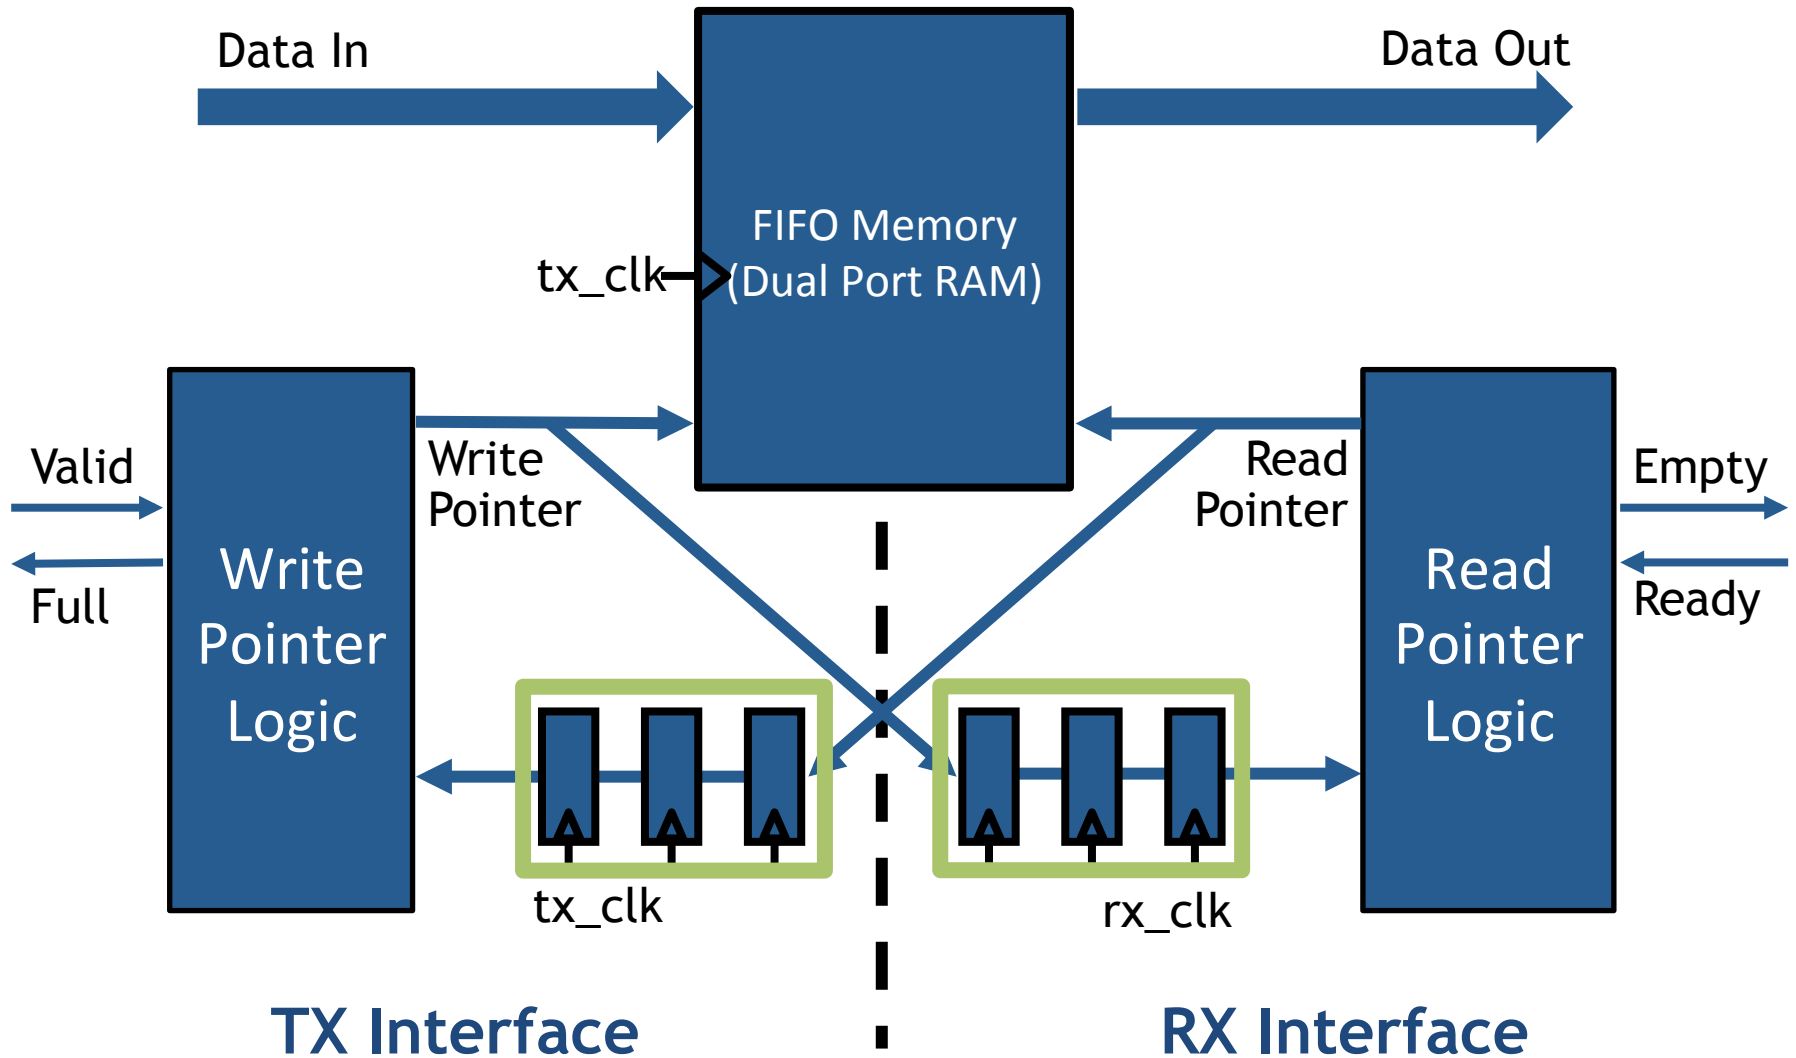 Data In
Data Out
FIFO Memory
(Dual Port RAM)
tx_clk
Valid
Full
Write
Pointer
Logic
Write
Pointer
Read
Pointer
Read
Pointer
Logic
Empty
Ready
tx_clk
rx_clk
TX Interface
RX Interface